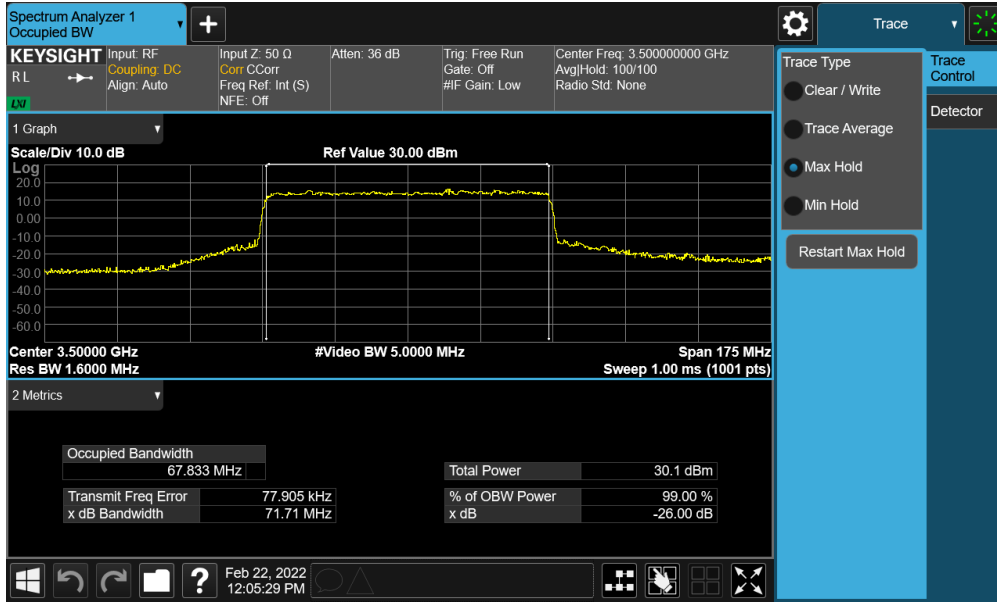 Spectrum Analyzer 1
Occupied BW
+
Trace
KEYSIGHT
R L
LXI
Input: RF
Coupling: DC
Align: Auto
Input Z: 50 Ω
Corr CCorr
Freq Ref: Int (S)
NFE: Off
Atten: 36 dB
Trig: Free Run
Gate: Off
#IF Gain: Low
Center Freq: 3.500000000 GHz
Avg|Hold: 100/100
Radio Std: None
1 Graph
Scale/Div 10.0 dB
Ref Value 30.00 dBm
Log
20.0
10.0
0.00
-10.0
-20.0
-30.0
-40.0
-50.0
-60.0
Center 3.50000 GHz
#Video BW 5.0000 MHz
Span 175 MHz
Res BW 1.6000 MHz
Sweep 1.00 ms (1001 pts)
2 Metrics
Occupied Bandwidth
67.833 MHz
Total Power 30.1 dBm
Transmit Freq Error 77.905 kHz
% of OBW Power 99.00 %
x dB Bandwidth 71.71 MHz
x dB -26.00 dB
?
Feb 22, 2022
12:05:29 PM
Trace Type
Clear / Write
Trace Average
Max Hold
Min Hold
Restart Max Hold
Trace
Control
Detector